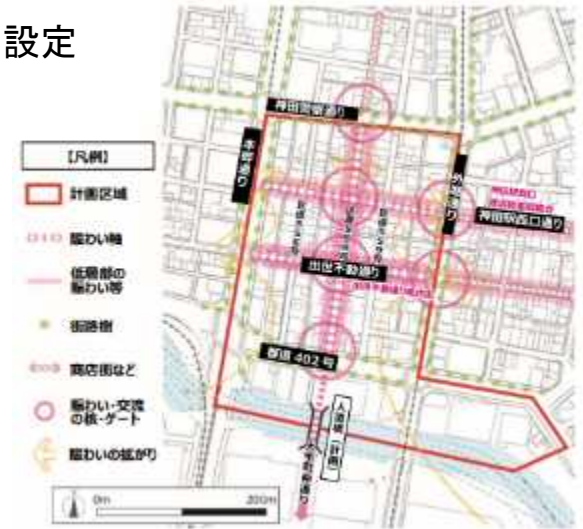 設定
神田警察通り
本郷通り
外堀通り
神田駅西口通り
出世不動通り
都道402号
人道橋(計画)
【凡例】
計画区域
賑わい軸
低層部の
賑わい等
街路樹
商店街など
賑わい・交流
の核・ゲート
賑わいの拡がり
0m
200m